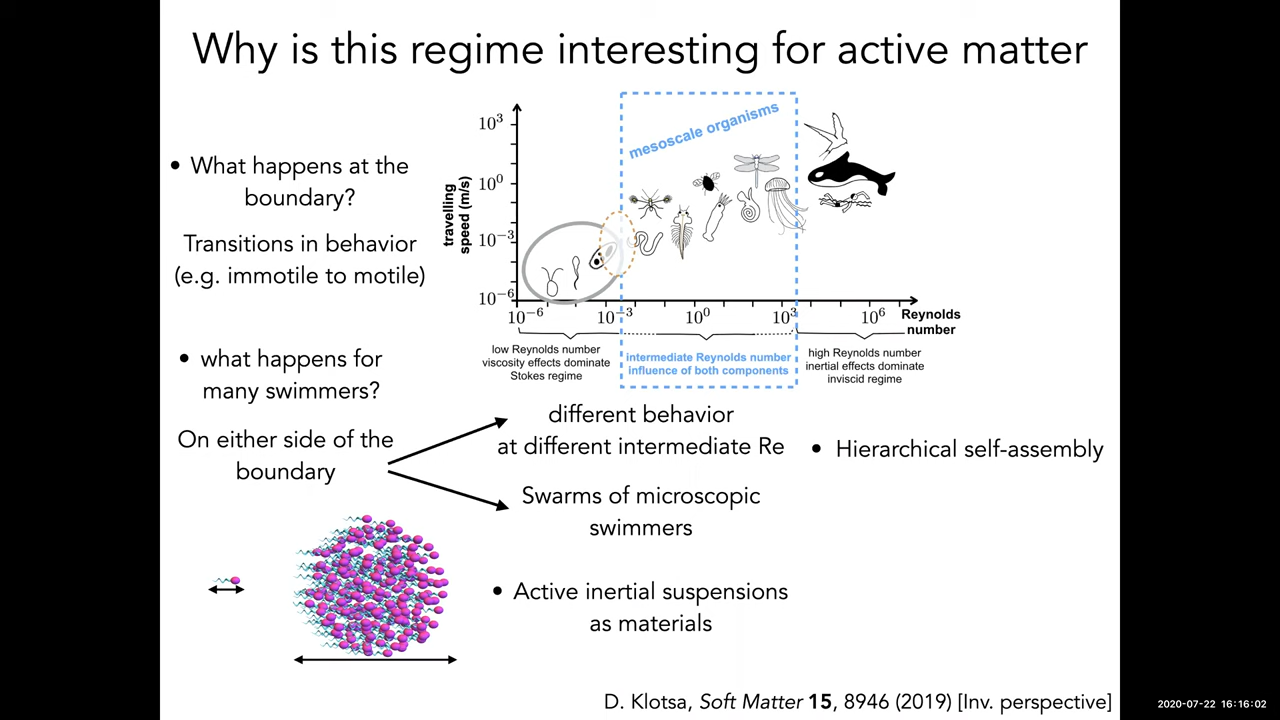 Why is this regime interesting for active matter
• What happens at the
boundary?
Transitions in behavior
(e.g. immotile to motile)
• what happens for
many swimmers?
On either side of the
boundary
travelling
speed (m/s)
10³
10⁰
10⁻³
10⁻⁶
mesoscale organisms
10⁻⁶
10⁻³
10⁰
10³
10⁶
Reynolds
number
low Reynolds number
viscosity effects dominate
Stokes regime
intermediate Reynolds number
influence of both components
high Reynolds number
inertial effects dominate
inviscid regime
different behavior
at different intermediate Re
Swarms of microscopic
swimmers
• Hierarchical self-assembly
• Active inertial suspensions
as materials
D. Klotsa, Soft Matter 15, 8946 (2019) [Inv. perspective]
2020-07-22 16:16:02